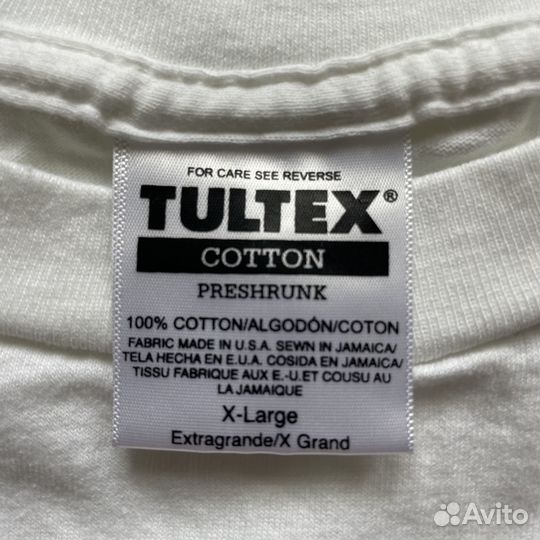 FOR CARE SEE REVERSE
TULTEX®
COTTON
PRESHRUNK
100% COTTON/ALGODÓN/COTON
FABRIC MADE IN U.S.A. SEWN IN JAMAICA/
TELA HECHA EN E.U.A. COSIDA EN JAMAICA/
TISSU FABRIQUE AUX E.-U.ET COUSU AU
LA JAMAIQUE
X-Large
Extragrande/X Grand
Avito